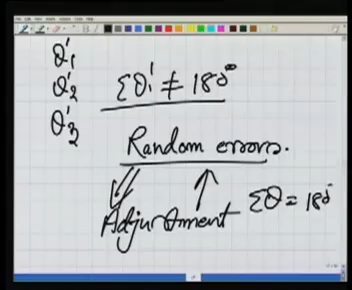 θ'1
θ'2
θ'3
Σθ' ≠ 180°
Random errors.
Adjustment
Σθ = 180°